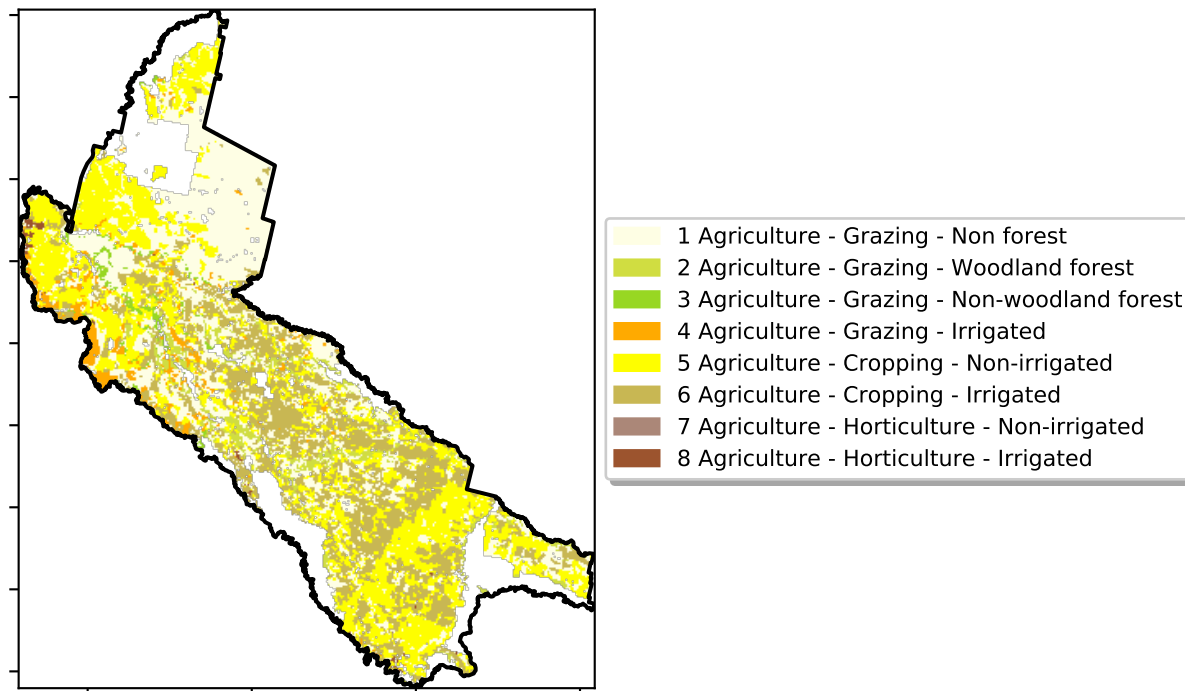 1 Agriculture - Grazing - Non forest
2 Agriculture - Grazing - Woodland forest
3 Agriculture - Grazing - Non-woodland forest
4 Agriculture - Grazing - Irrigated
5 Agriculture - Cropping - Non-irrigated
6 Agriculture - Cropping - Irrigated
7 Agriculture - Horticulture - Non-irrigated
8 Agriculture - Horticulture - Irrigated